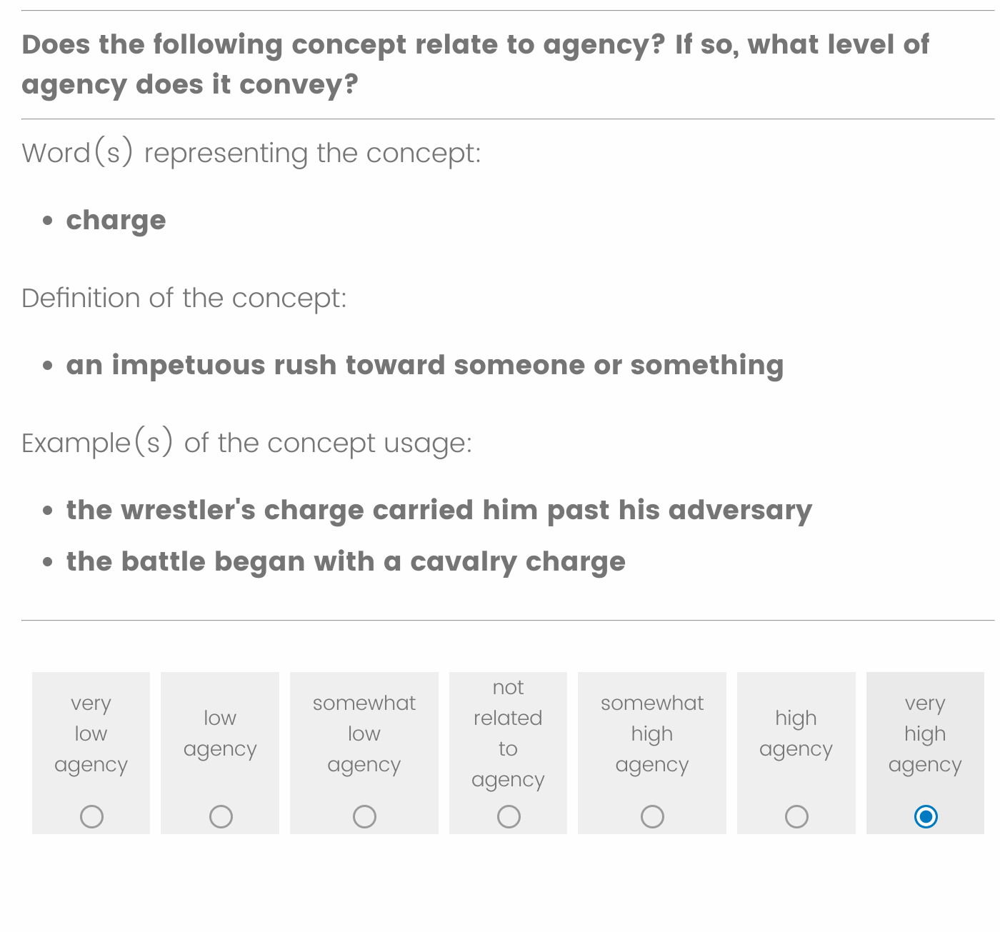 Does the following concept relate to agency? If so, what level of
agency does it convey?
Word(s) representing the concept:
charge
Definition of the concept:
an impetuous rush toward someone or something
Example(s) of the concept usage:
the wrestler's charge carried him past his adversary
the battle began with a cavalry charge
very
low
agency
low
agency
somewhat
low
agency
not
related
to
agency
somewhat
high
agency
high
agency
very
high
agency